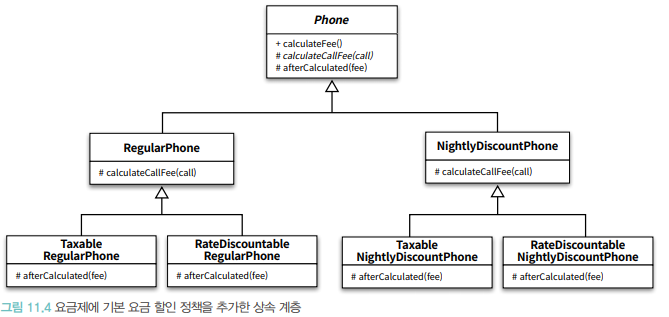 Phone
+ calculateFee()
# calculateCallFee(call)
# afterCalculated(fee)
RegularPhone
# calculateCallFee(call)
NightlyDiscountPhone
# calculateCallFee(call)
Taxable
RegularPhone
# afterCalculated(fee)
RateDiscountable
RegularPhone
# afterCalculated(fee)
Taxable
NightlyDiscountPhone
# afterCalculated(fee)
RateDiscountable
NightlyDiscountPhone
# afterCalculated(fee)
그림 11.4 요금제에 기본 요금 할인 정책을 추가한 상속 계층